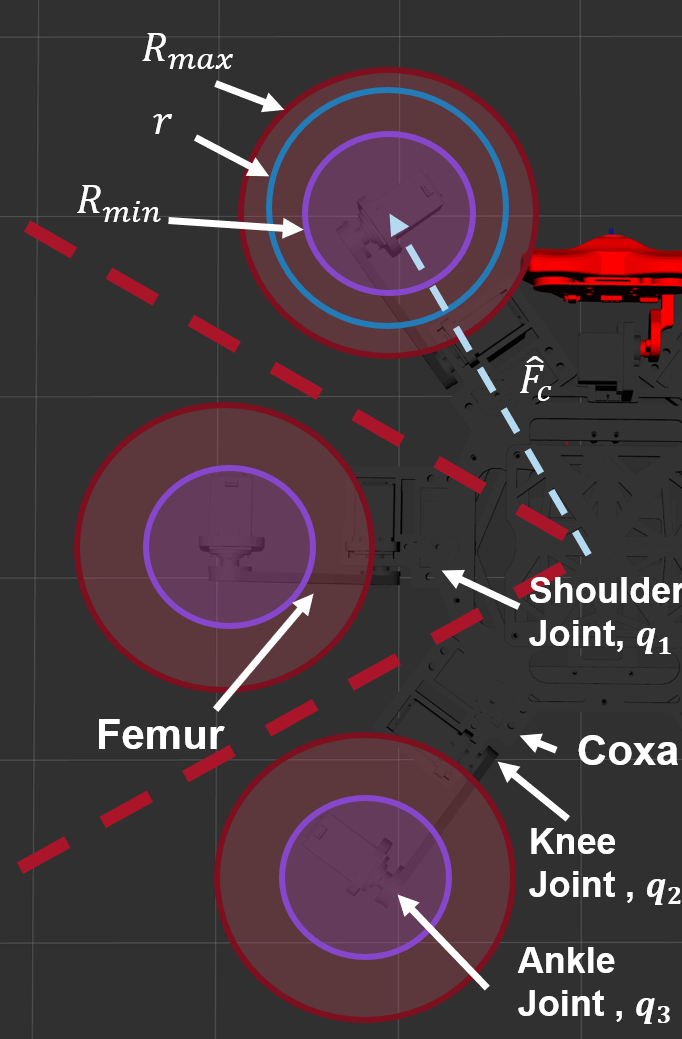 R_max
r
R_min
F̂_c
Shoulder
Joint, q_1
Femur
Coxa
Knee
Joint , q_2
Ankle
Joint , q_3